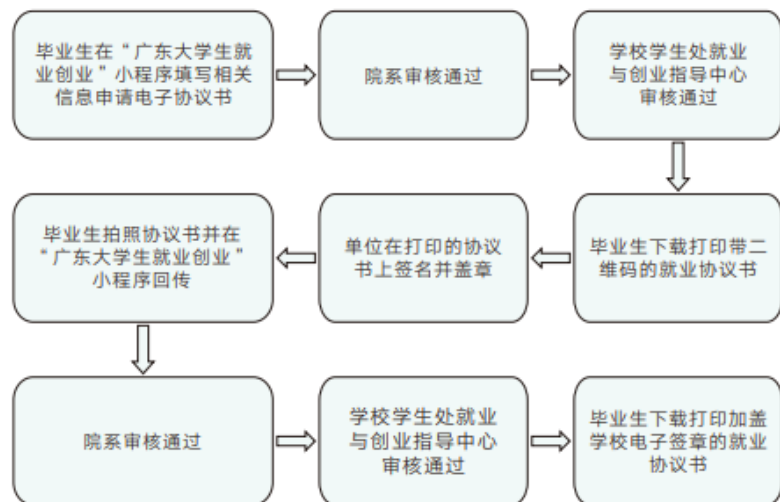 毕业生在“广东大学生就
业创业”小程序填写相关
信息申请电子协议书
院系审核通过
学校学生处就业
与创业指导中心
审核通过
毕业生下载打印带二
维码的就业协议书
单位在打印的协议
书上签名并盖章
毕业生拍照协议书并在
“广东大学生就业创业”
小程序回传
院系审核通过
学校学生处就业
与创业指导中心
审核通过
毕业生下载打印加盖
学校电子签章的就业
协议书